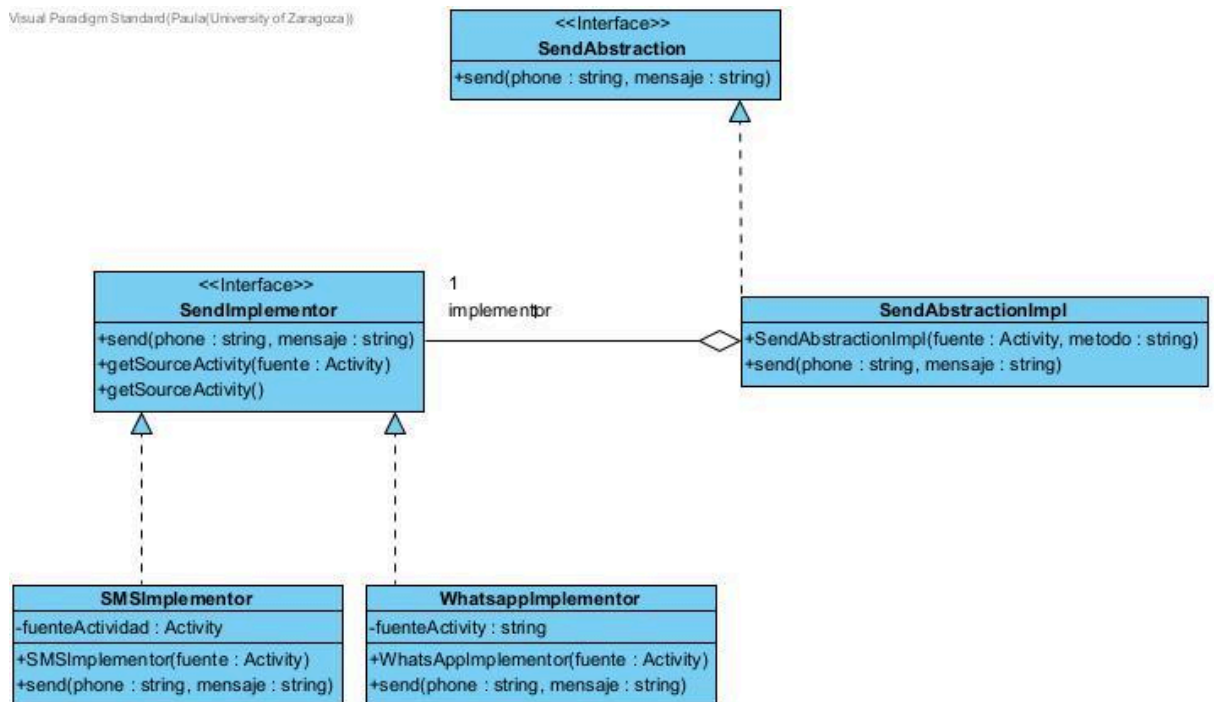 Visual Paradigm Standard(Paula(University of Zaragoza))
<<Interface>>
SendAbstraction
+send(phone : string, mensaje : string)
<<Interface>>
SendImplementor
+send(phone : string, mensaje : string)
+getSourceActivity(fuente : Activity)
+getSourceActivity()
1
implementor
SendAbstractionImpl
+SendAbstractionImpl(fuente : Activity, metodo : string)
+send(phone : string, mensaje : string)
SMSImplementor
-fuenteActividad : Activity
+SMSImplementor(fuente : Activity)
+send(phone : string, mensaje : string)
WhatsappImplementor
-fuenteActivity : string
+WhatsAppImplementor(fuente : Activity)
+send(phone : string, mensaje : string)